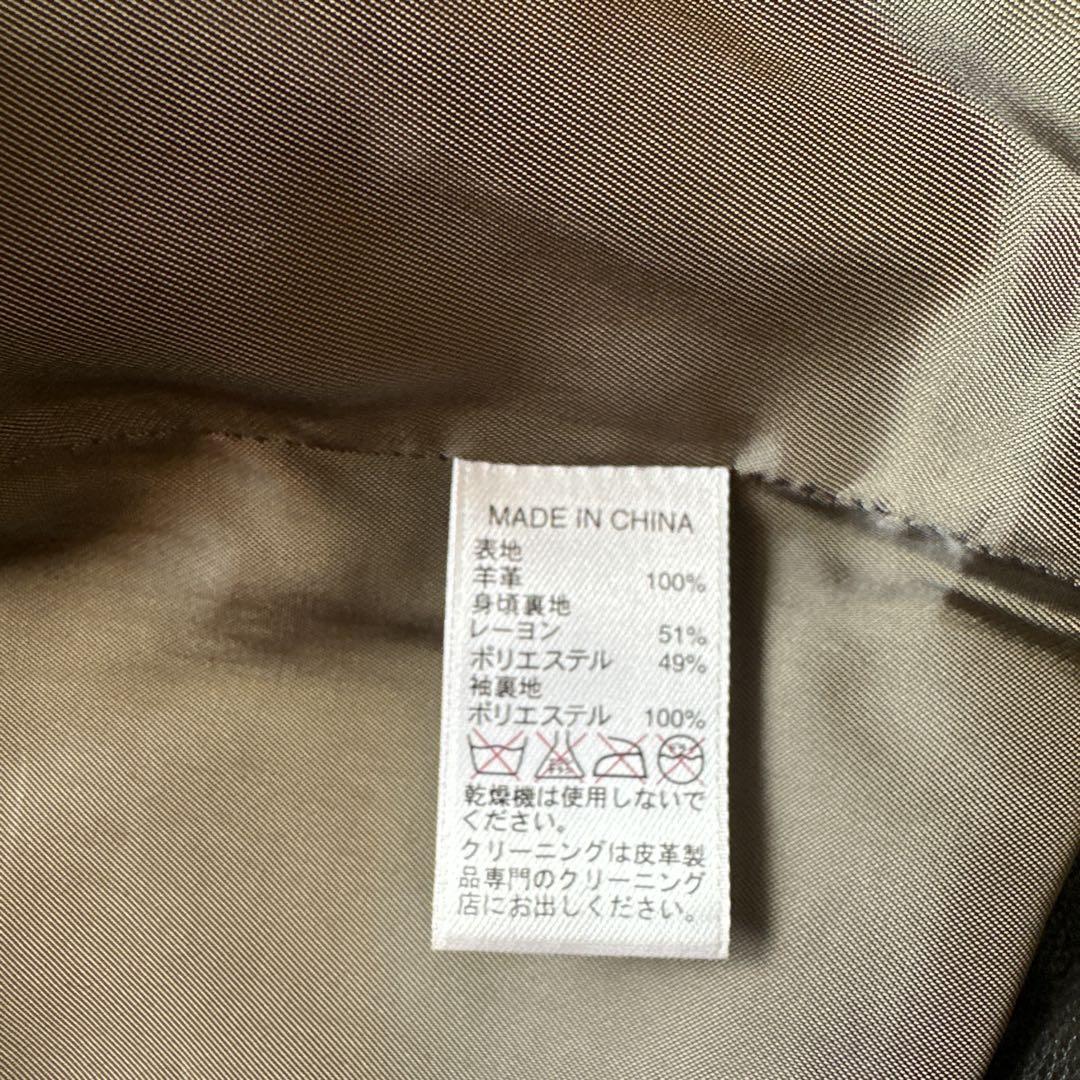 MADE IN CHINA
表地
羊革 100%
身頃裏地
レーヨン 51%
ポリエステル 49%
袖裏地
ポリエステル 100%
乾燥機は使用しないで
ください。
クリーニングは皮革製
品専門のクリーニング
店にお出しください。